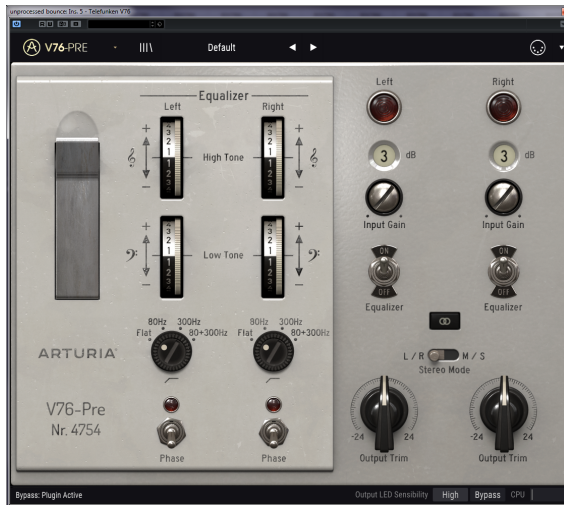 unprocessed bounce: Ins. 5 - Telefunken V76
V76-PRE
Default
Equalizer
Left Right
High Tone
Low Tone
80Hz 300Hz
Flat 80+300Hz
80Hz 300Hz
Flat 80+300Hz
ARTURIA
V76-Pre
Nr. 4754
Phase
Phase
Left
Right
3 dB
3 dB
Input Gain
Input Gain
ON
OFF
Equalizer
ON
OFF
Equalizer
L / R M / S
Stereo Mode
-24 24
Output Trim
-24 24
Output Trim
Bypass: Plugin Active
Output LED Sensibility High Bypass CPU